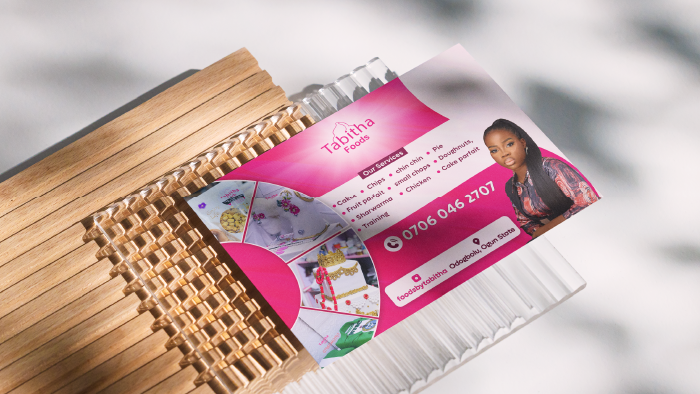 Tabitha
Foods
Our Services
• Cakes • Chips • chin chin • Pie
• Fruit parfait • small chops • Doughnuts,
• Sharwarma • Chicken • Cake parfait
• Training
0706 046 2707
foodsbytabitha Odogbolu, Ogun State